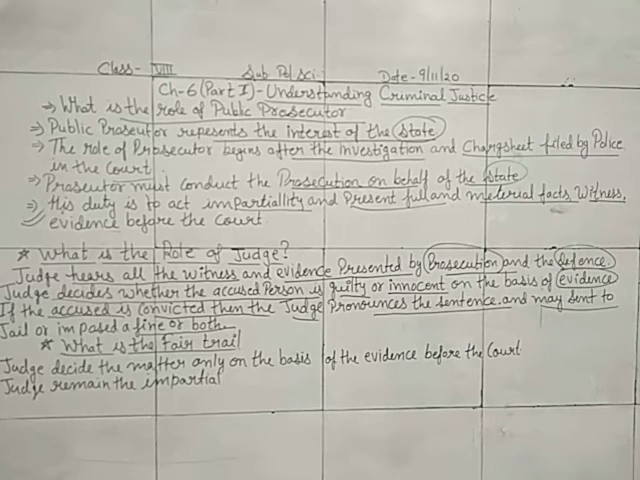 Class- VIII Sub Pol Sci. Date- 9/11/20
Ch-6 (Part I)- Understanding Criminal Justice
→ What is the role of Public Prosecutor
⇒ Public Proseutor repesents the interest of the state
⇒ The role of Prosecutor begins after the investigation and Chargsheet filed by Police
in the Court
⇒ Prosecutor must conduct the Prosecution on behalf of the state
⇒ His duty is to act impartiallity and Present full and meterial facts, Witness,
evidence before the Court.
* What is the Role of Judge?
Judge hears all the witness and evidence Presented by Prosecution and the defence.
Judge decides whether the accused Person is guilty or innocent on the basis of evidence
If the accused is convicted then the Judge pronounces the sentence. and may sent to
Jail or imposed a fine or both
* What is the Fair trail
Judge decide the matter only on the basis of the evidence before the Court
Judge remain the impartial